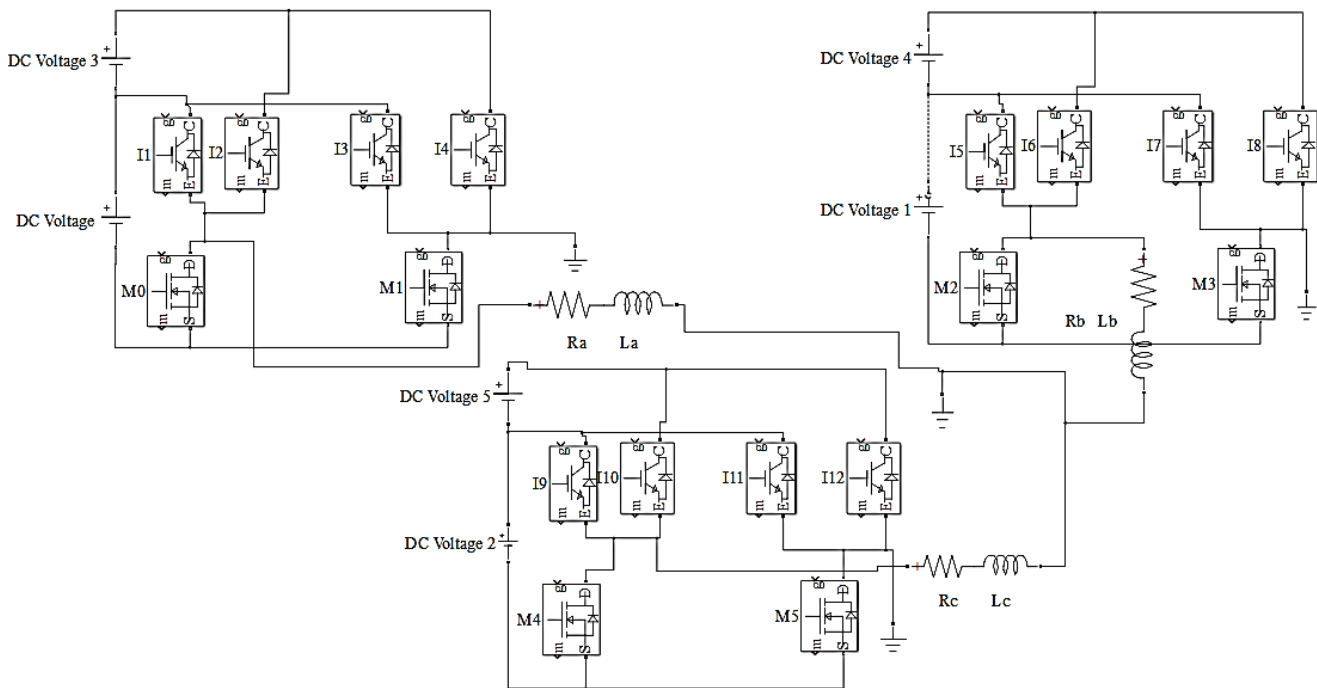 DC Voltage 3
DC Voltage
I1
I2
I3
I4
g C
m E
g C
m E
g C
m E
g C
m E
M0
M1
g D
m S
g D
m S
+
+
+
Ra La
DC Voltage 4
DC Voltage 1
I5
I6
I7
I8
g C
m E
g C
m E
g C
m E
g C
m E
M2
M3
g D
m S
g D
m S
+
+
+
Rb Lb
DC Voltage 5
DC Voltage 2
I9
I10
I11
I12
g C
m E
g C
m E
g C
m E
g C
m E
M4
M5
g D
m S
g D
m S
+
+
+
Rc Lc